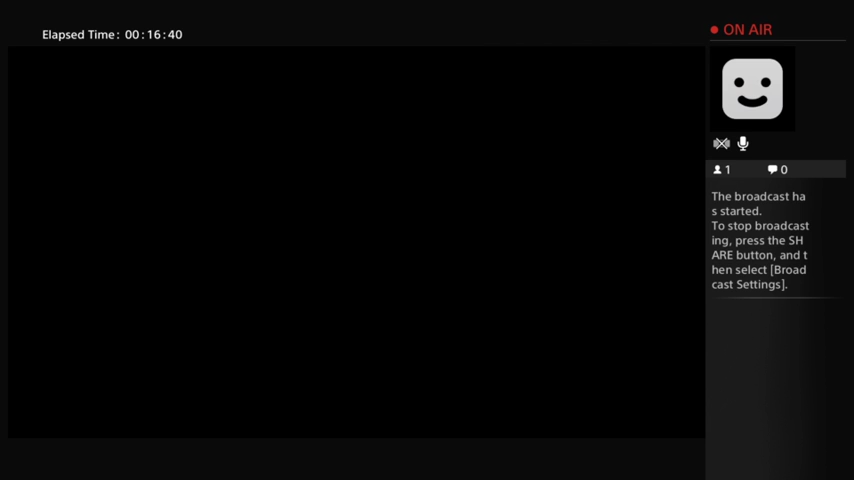 Elapsed Time: 00:16:40
ON AIR
1 0
The broadcast ha
s started.
To stop broadcast
ing, press the SH
ARE button, and t
hen select [Broad
cast Settings].